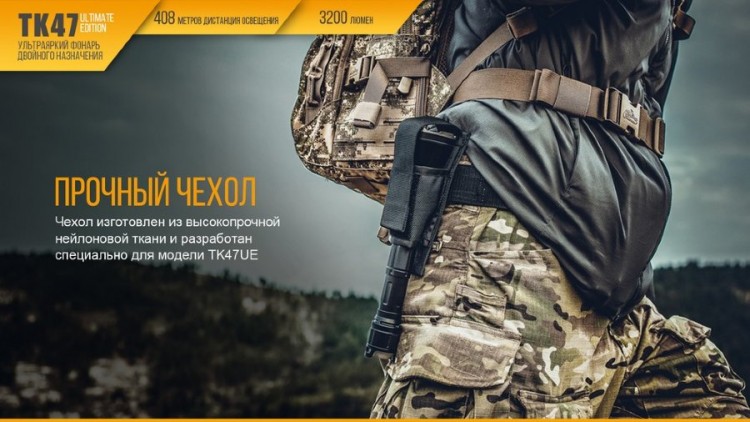 TK47 ULTIMATE EDITION
УЛЬТРАЯРКИЙ ФОНАРЬ
ДВОЙНОГО НАЗНАЧЕНИЯ
408 МЕТРОВ ДИСТАНЦИЯ ОСВЕЩЕНИЯ
3200 ЛЮМЕН
ПРОЧНЫЙ ЧЕХОЛ
Чехол изготовлен из высокопрочной
нейлоновой ткани и разработан
специально для модели TK47UE